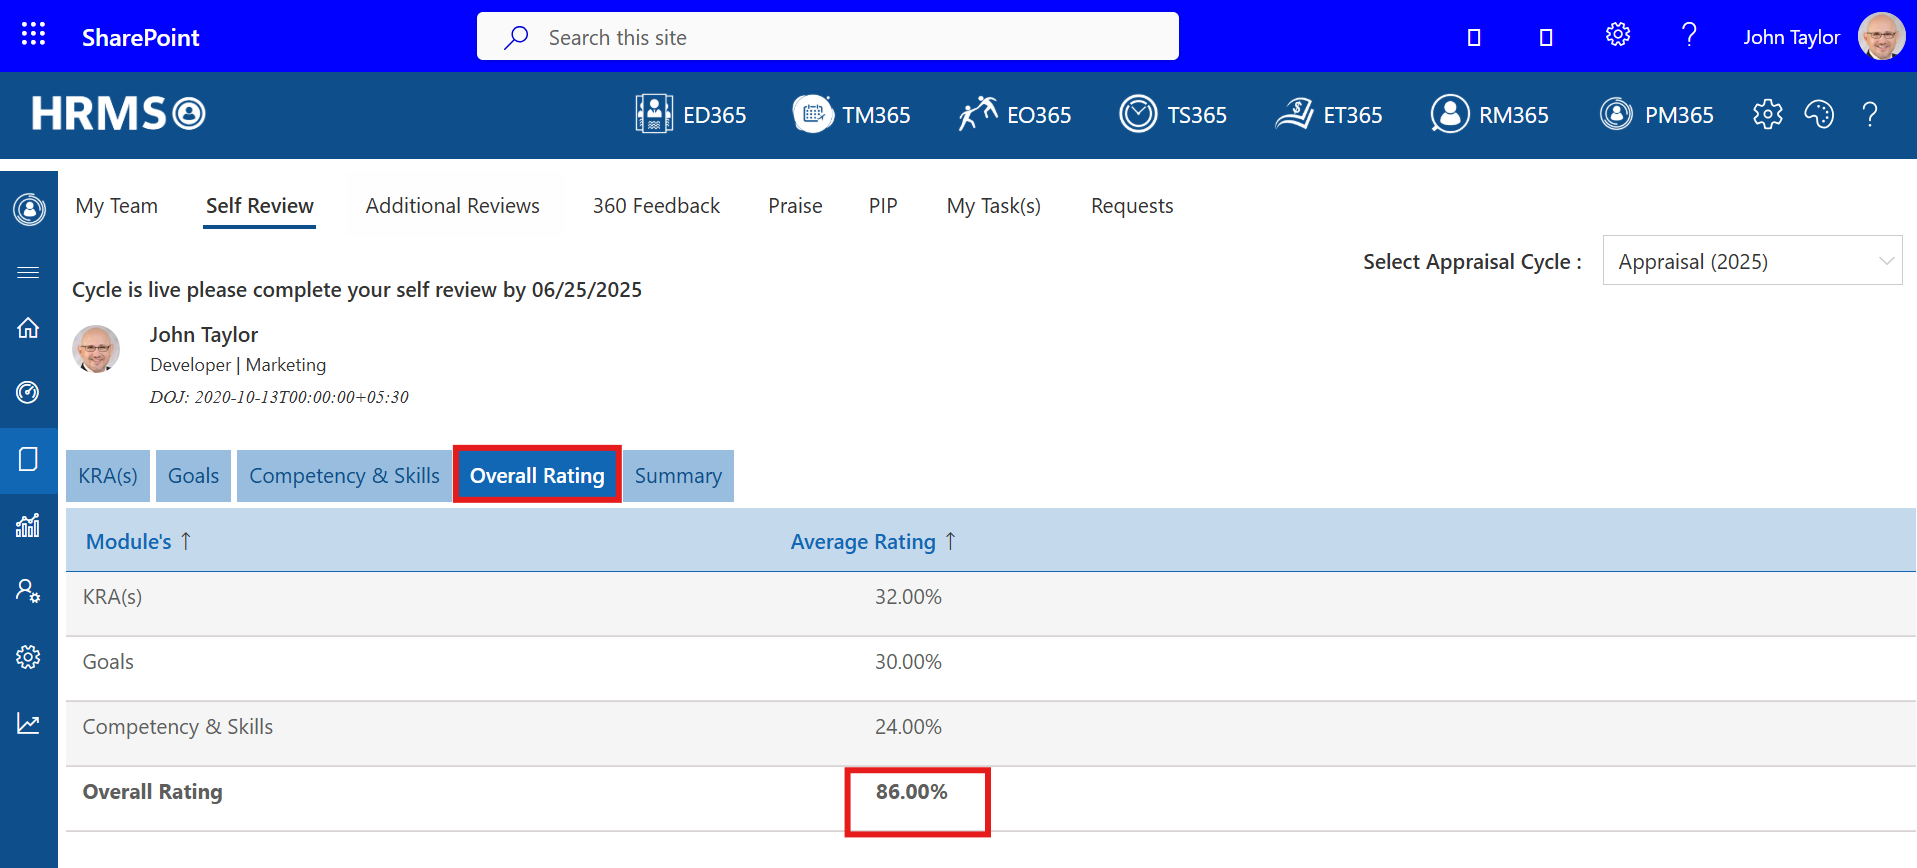 SharePoint
Search this site
John Taylor
HRMS
ED365
TM365
EO365
TS365
ET365
RM365
PM365
My Team
Self Review
Additional Reviews
360 Feedback
Praise
PIP
My Task(s)
Requests
Select Appraisal Cycle :
Appraisal (2025)
Cycle is live please complete your self review by 06/25/2025
John Taylor
Developer | Marketing
DOJ: 2020-10-13T00:00:00+05:30
KRA(s)
Goals
Competency & Skills
Overall Rating
Summary
Module's ↑ Average Rating ↑
KRA(s) 32.00%
Goals 30.00%
Competency & Skills 24.00%
Overall Rating 86.00%